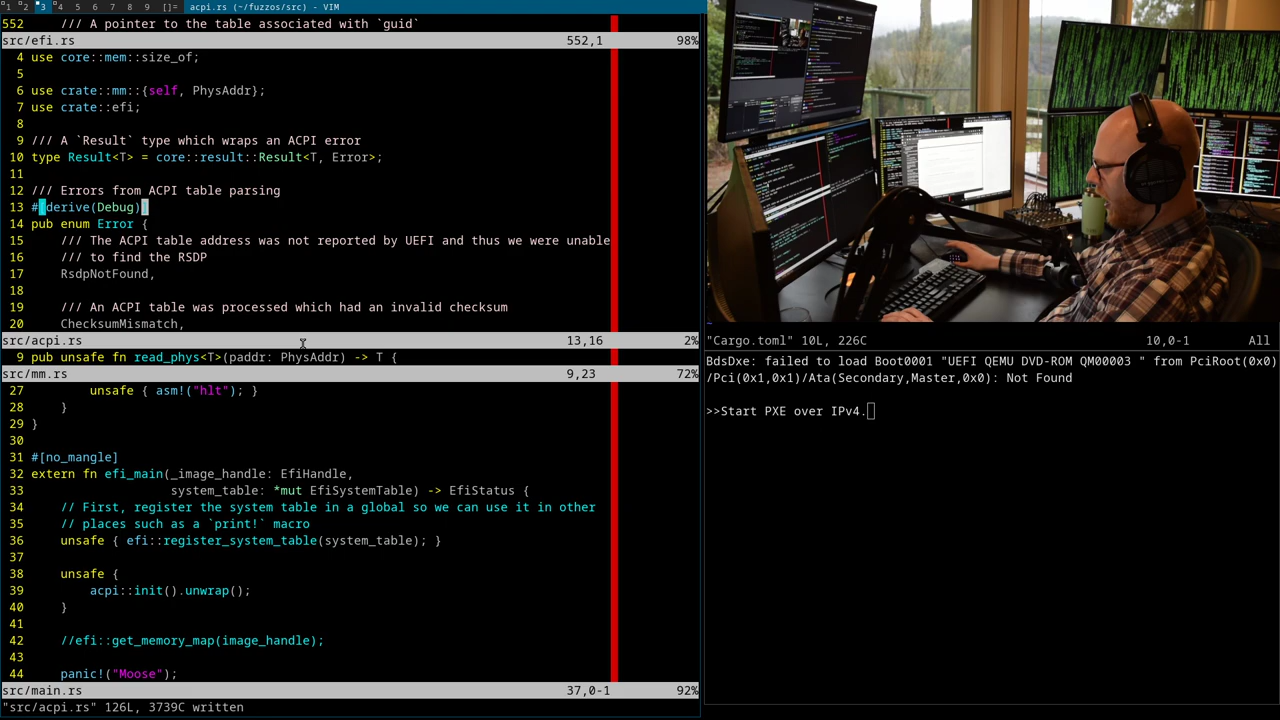 1 2 3 4 5 6 7 8 9 []= acpi.rs (~/fuzzos/src) - VIM
552 /// A pointer to the table associated with `guid`
src/efi.rs 552,1 98%
4 use core::mem::size_of;
5
6 use crate::mm::{self, PhysAddr};
7 use crate::efi;
8
9 /// A `Result` type which wraps an ACPI error
10 type Result<T> = core::result::Result<T, Error>;
11
12 /// Errors from ACPI table parsing
13 #[derive(Debug)]
14 pub enum Error {
15 /// The ACPI table address was not reported by UEFI and thus we were unable
16 /// to find the RSDP
17 RsdpNotFound,
18
19 /// An ACPI table was processed which had an invalid checksum
20 ChecksumMismatch,
src/acpi.rs 13,16 2%
9 pub unsafe fn read_phys<T>(paddr: PhysAddr) -> T {
src/mm.rs 9,23 72%
27 unsafe { asm!("hlt"); }
28 }
29 }
30
31 #[no_mangle]
32 extern fn efi_main(_image_handle: EfiHandle,
33 system_table: *mut EfiSystemTable) -> EfiStatus {
34 // First, register the system table in a global so we can use it in other
35 // places such as a `print!` macro
36 unsafe { efi::register_system_table(system_table); }
37
38 unsafe {
39 acpi::init().unwrap();
40 }
41
42 //efi::get_memory_map(image_handle);
43
44 panic!("Moose");
src/main.rs 37,0-1 92%
"src/acpi.rs" 126L, 3739C written
"Cargo.toml" 10L, 226C 10,0-1 All
BdsDxe: failed to load Boot0001 "UEFI QEMU DVD-ROM QM00003 " from PciRoot(0x0)
/Pci(0x1,0x1)/Ata(Secondary,Master,0x0): Not Found
>>Start PXE over IPv4.